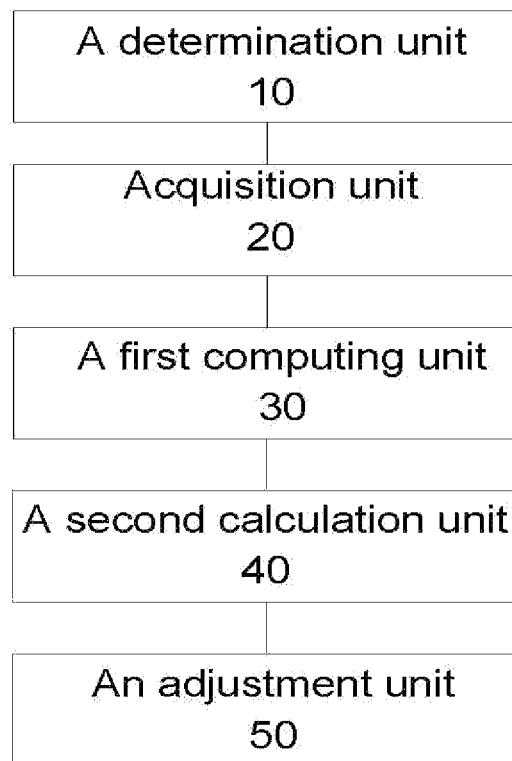 A determination unit
10
Acquisition unit
20
A first computing unit
30
A second calculation unit
40
An adjustment unit
50